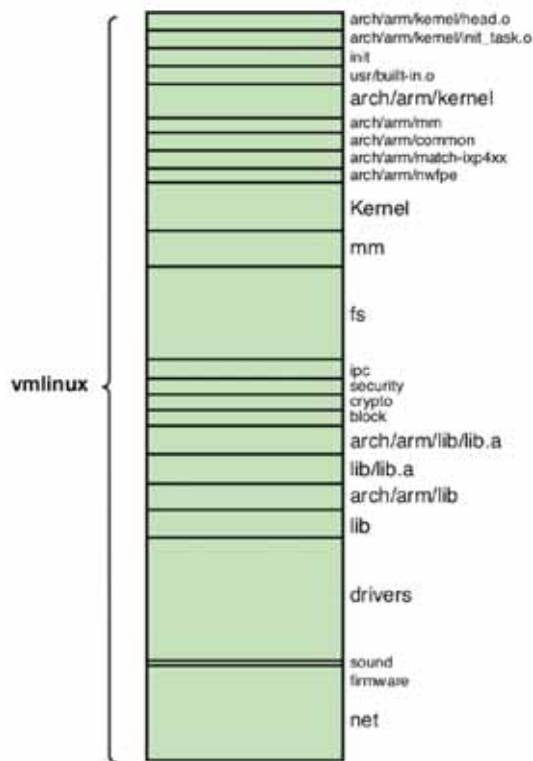 arch/arm/kernel/head.o
arch/arm/kernel/init_task.o
init
usr/built-in.o
arch/arm/kernel
arch/arm/mm
arch/arm/common
arch/arm/match-ixp4xx
arch/arm/nwfpe
Kernel
mm
fs
ipc
vmlinux
security
crypto
block
arch/arm/lib/lib.a
lib/lib.a
arch/arm/lib
lib
drivers
sound
firmware
net